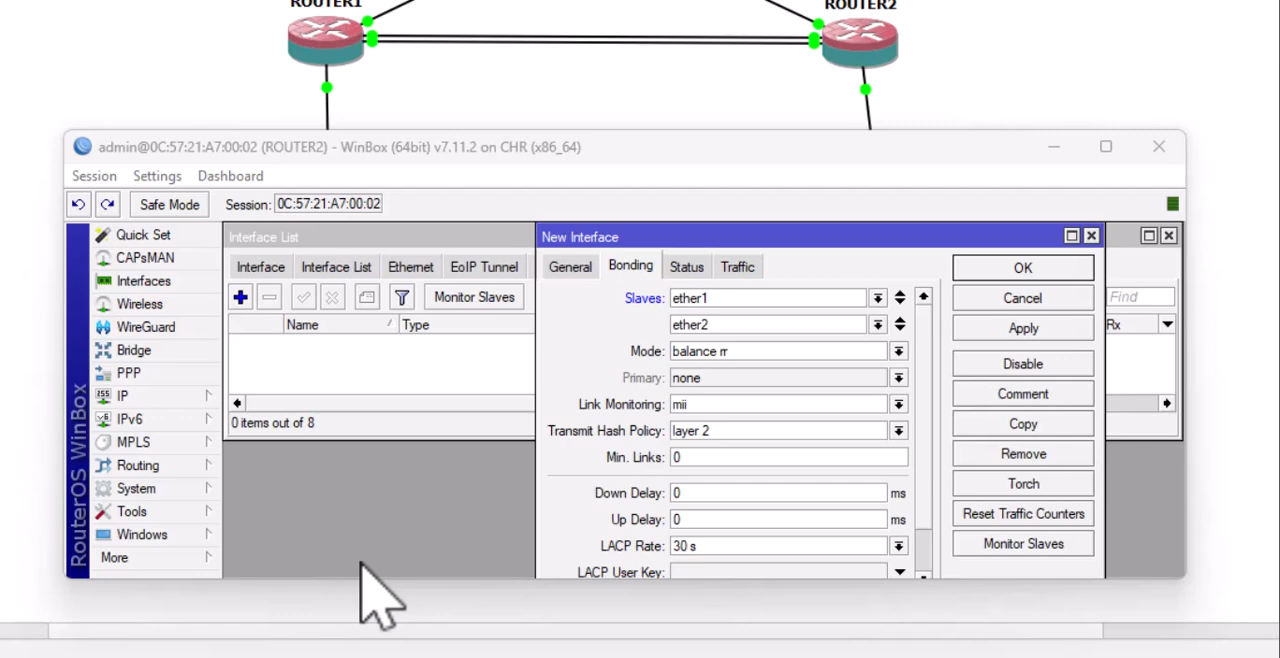 ROUTER1
ROUTER2
admin@0C:57:21:A7:00:02 (ROUTER2) - WinBox (64bit) v7.11.2 on CHR (x86_64)
Session Settings Dashboard
Safe Mode Session: 0C:57:21:A7:00:02
RouterOS WinBox
Quick Set
CAPsMAN
Interfaces
Wireless
WireGuard
Bridge
PPP
IP
IPv6
MPLS
Routing
System
Tools
Windows
More
Interface List
Interface Interface List Ethernet EoIP Tunnel
Monitor Slaves
Name / Type
0 items out of 8
New Interface
General Bonding Status Traffic
Slaves: ether1
ether2
Mode: balance rr
Primary: none
Link Monitoring: mii
Transmit Hash Policy: layer 2
Min. Links: 0
Down Delay: 0 ms
Up Delay: 0 ms
LACP Rate: 30 s
LACP User Key:
OK
Cancel
Apply
Disable
Comment
Copy
Remove
Torch
Reset Traffic Counters
Monitor Slaves
Find
Rx